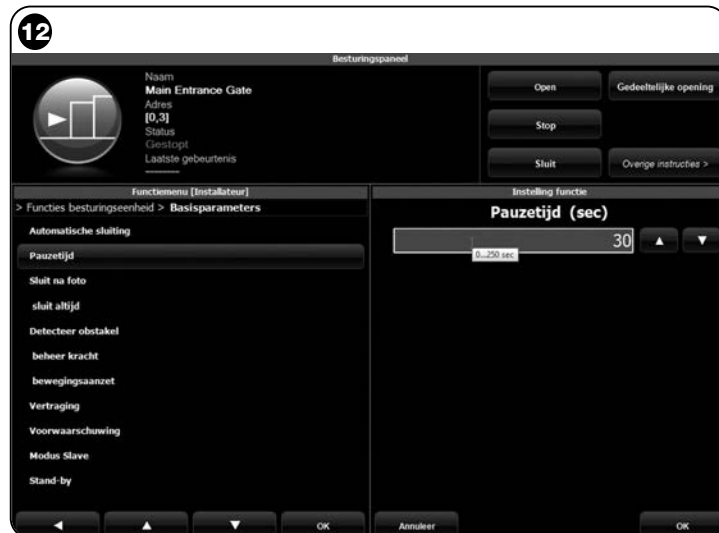 12
Besturingspaneel
Naam
Main Entrance Gate
Adres
[0,3]
Status
Gestopt
Laatste gebeurtenis
--------
Open
Gedeeltelijke opening
Stop
Sluit
Overige instructies >
Functiemenu [Installateur]
> Functies besturingseenheid > Basisparameters
Automatische sluiting
Pauzetijd
Sluit na foto
sluit altijd
Detecteer obstakel
beheer kracht
bewegingsaanzet
Vertraging
Voorwaarschuwing
Modus Slave
Stand-by
OK
Instelling functie
Pauzetijd (sec)
30
0...250 sec
Annuleer
OK